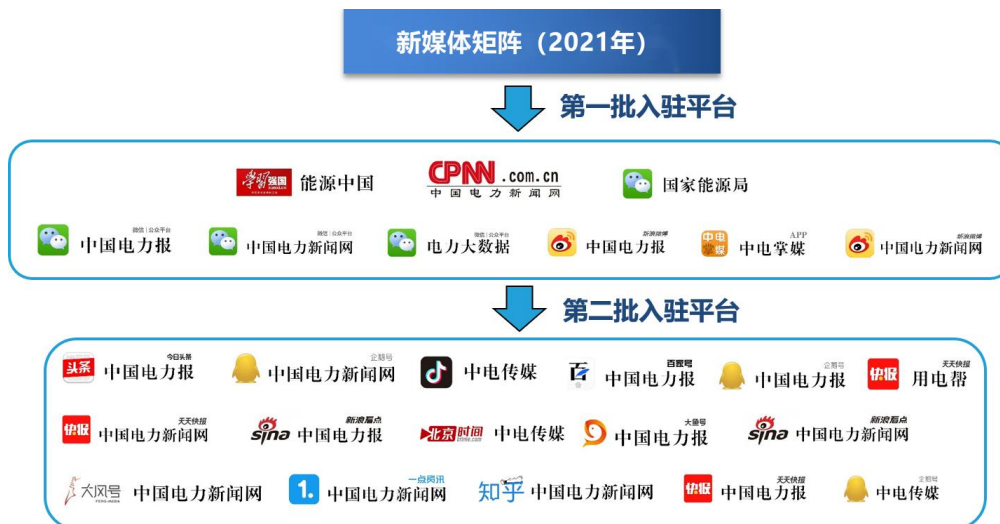 新媒体矩阵（2021年）
第一批入驻平台
学習强国 能源中国 CPNN.com.cn 中国电力新闻网 国家能源局
微信|公众平台 中国电力报 微信|公众平台 中国电力新闻网 微信|公众平台 电力大数据 新浪微博 中国电力报 中电掌媒 APP 中电掌媒 新浪微博 中国电力新闻网
第二批入驻平台
头条 今日头条 中国电力报 企鹅号 中国电力新闻网 中电传媒 百 百家号 中国电力报 企鹅号 中国电力报 快报 天天快报 用电帮
快报 天天快报 中国电力新闻网 sina 新浪看点 中国电力报 北京时间 btime.com 中电传媒 大鱼号 中国电力报 sina 新浪看点 中国电力新闻网
大风号 FENG-MEDIA 中国电力新闻网 1. 一点资讯 中国电力新闻网 知乎 中国电力新闻网 快报 天天快报 中国电力报 企鹅号 中电传媒